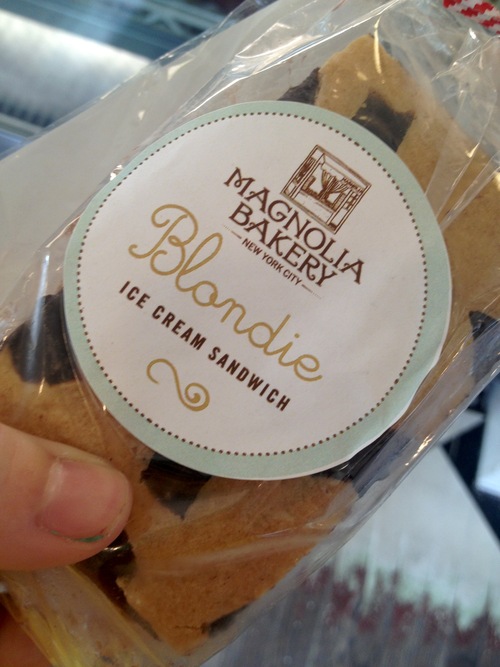 MAGNOLIA
BAKERY
NEW YORK CITY
Blondie
ICE CREAM SANDWICH